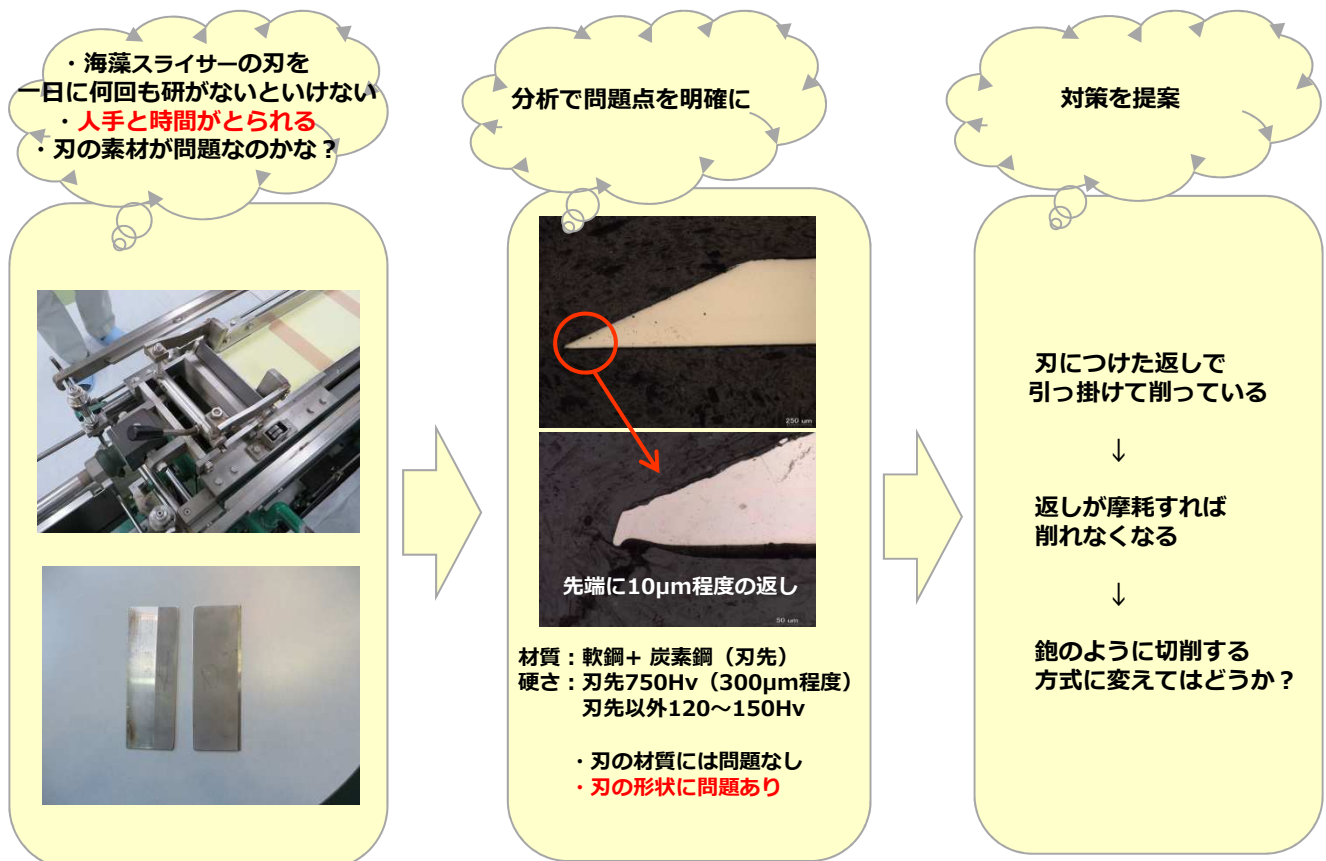 ・海藻スライサーの刃を
一日に何回も研がないといけない
・人手と時間がとられる
・刃の素材が問題なのかな？
分析で問題点を明確に
250 um
先端に10μm程度の返し
50 um
材質：軟鋼+ 炭素鋼（刃先）
硬さ：刃先750Hv（300μm程度）
刃先以外120～150Hv
・刃の材質には問題なし
・刃の形状に問題あり
対策を提案
刃につけた返しで
引っ掛けて削っている
↓
返しが摩耗すれば
削れなくなる
↓
鉋のように切削する
方式に変えてはどうか？